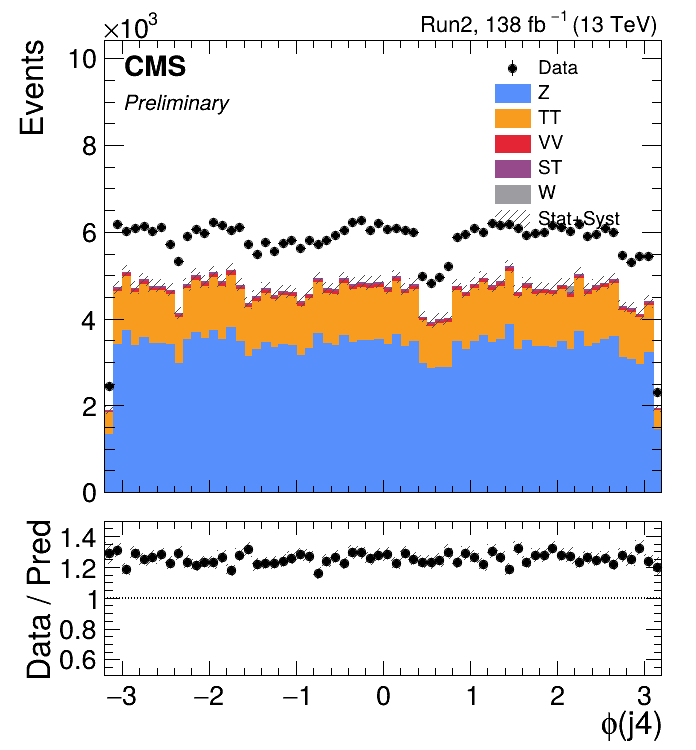 ×10³
Run2, 138 fb⁻¹ (13 TeV)
Events
CMS
Preliminary
Data
Z
TT
VV
ST
W
Stat+Syst
10
8
6
4
2
0
Data / Pred
1.4
1.2
1
0.8
0.6
−3 −2 −1 0 1 2 3
ϕ(j4)